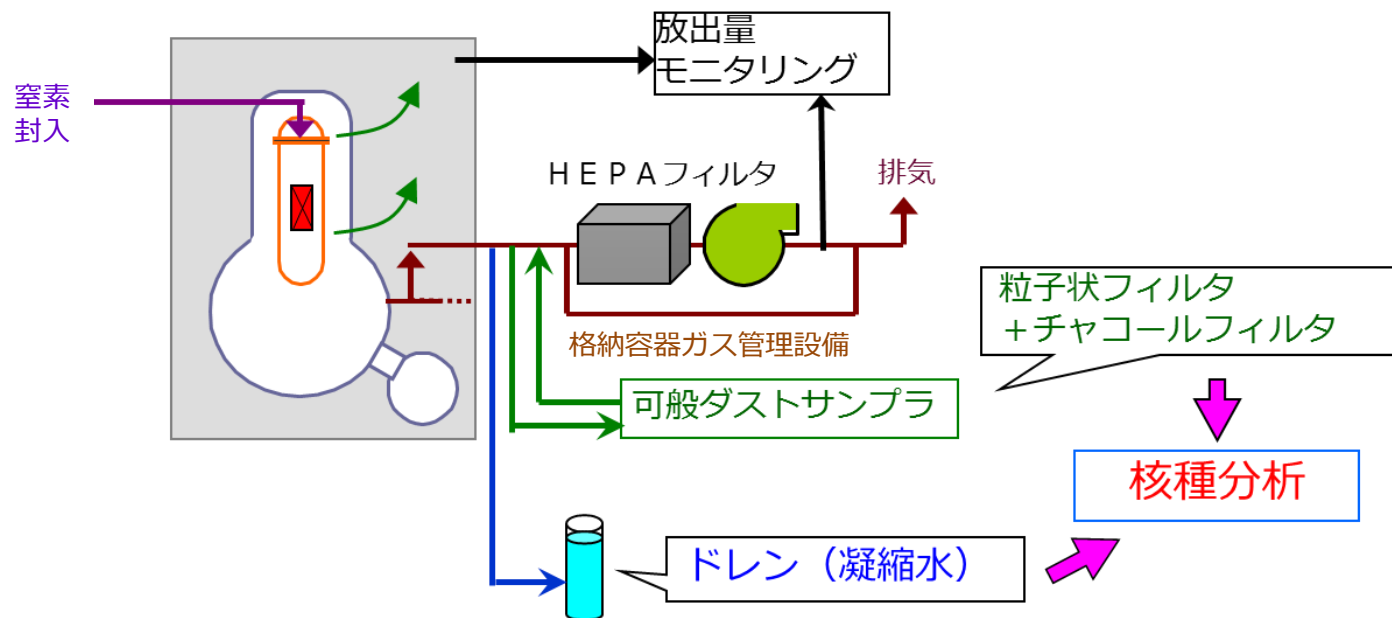 放出量
モニタリング
窒素
封入
ＨＥＰＡフィルタ
排気
粒子状フィルタ
＋チャコールフィルタ
格納容器ガス管理設備
可般ダストサンプラ
核種分析
ドレン（凝縮水）